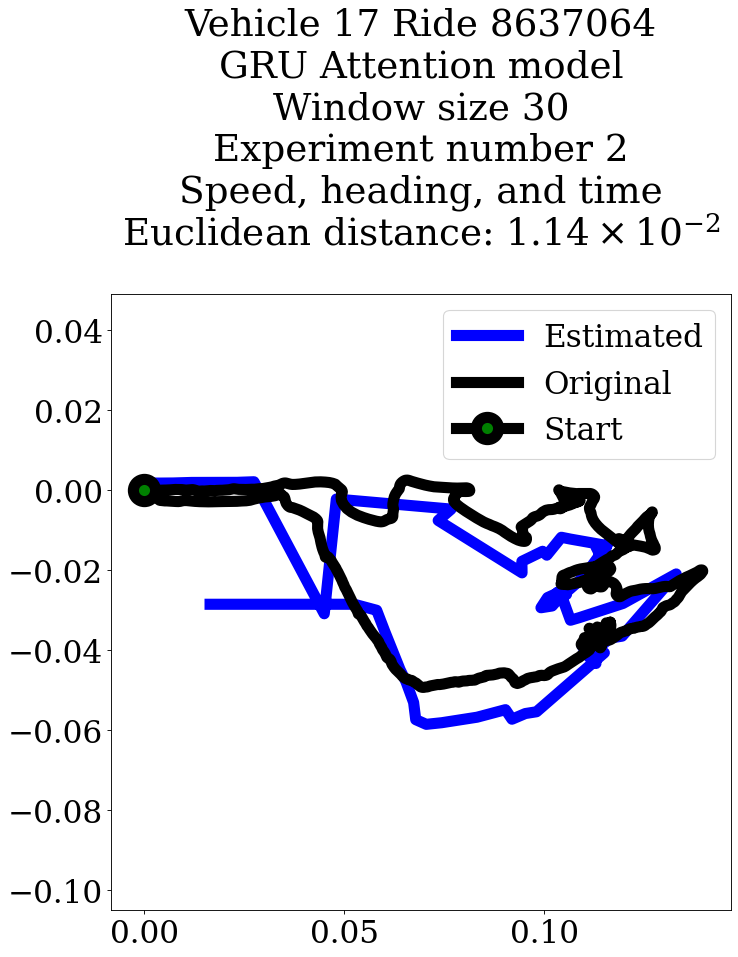 Vehicle 17 Ride 8637064
GRU Attention model
Window size 30
Experiment number 2
Speed, heading, and time
Euclidean distance: 1.14 × 10⁻²
Estimated
Original
Start
0.04
0.02
0.00
−0.02
−0.04
−0.06
−0.08
−0.10
0.00 0.05 0.10